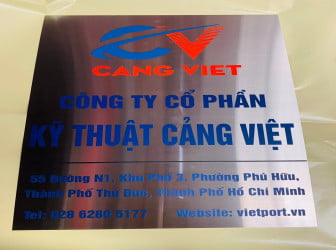 CANG VIET
CÔNG TY CỔ PHẦN
KỸ THUẬT CẢNG VIỆT
55 Đường N1, Khu Phố 3, Phường Phú Hữu,
Thành Phố Thủ Đức, Thành Phố Hồ Chí Minh
Tel: 028 6280 5177 Website: vietport.vn